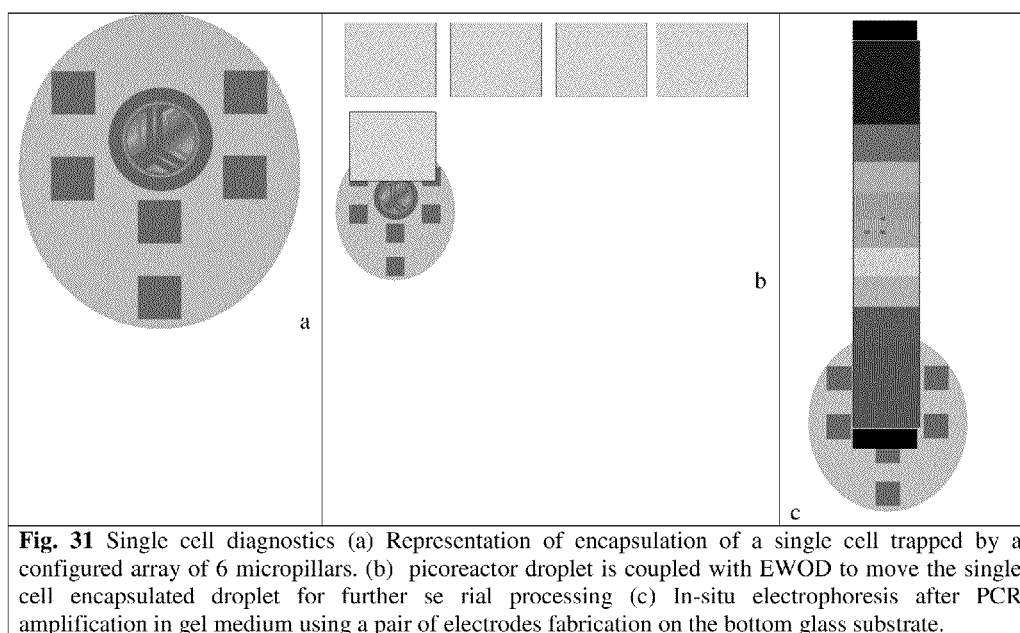 a
b
c
Fig. 31 Single cell diagnostics (a) Representation of encapsulation of a single cell trapped by a
configured array of 6 micropillars. (b) picoreactor droplet is coupled with EWOD to move the single
cell encapsulated droplet for further se rial processing (c) In-situ electrophoresis after PCR
amplification in gel medium using a pair of electrodes fabrication on the bottom glass substrate.